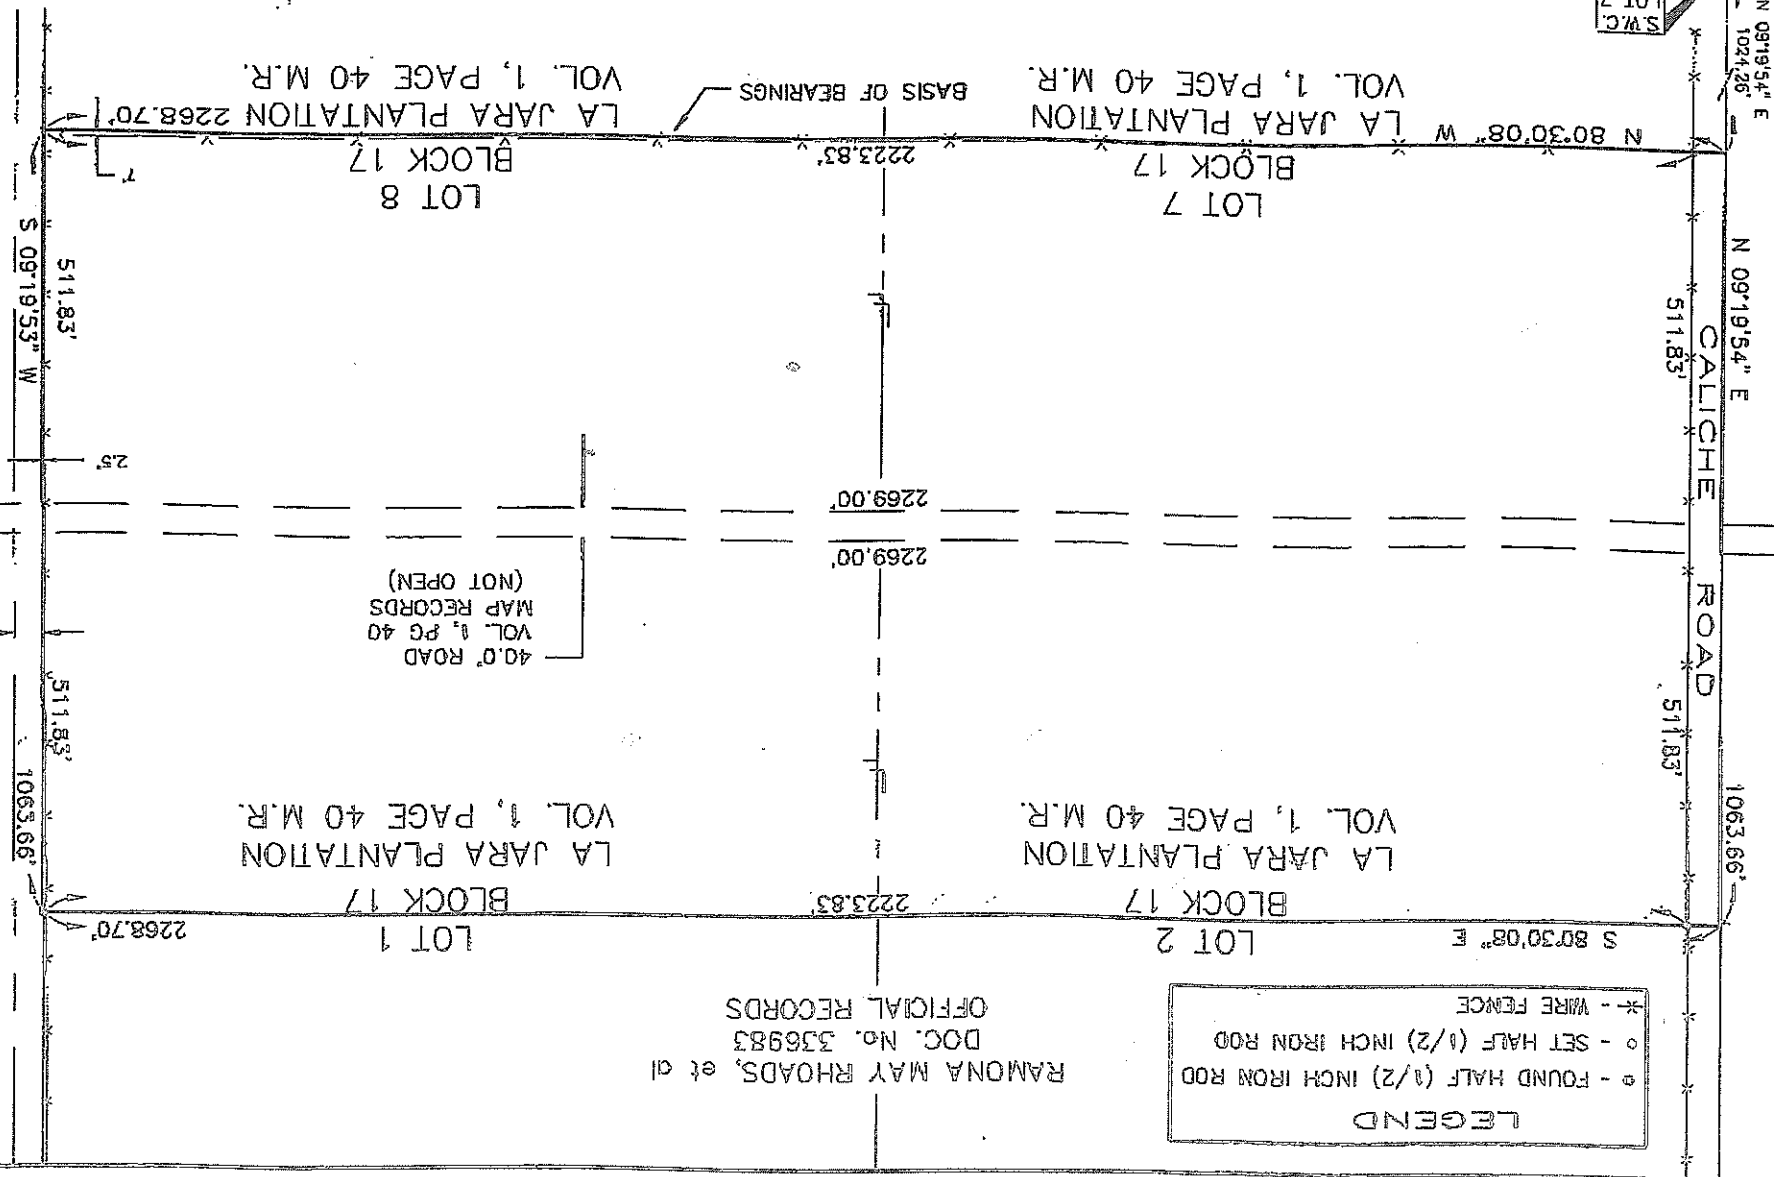 LEGEND
⊙ - FOUND HALF (1/2) INCH IRON ROD
○ - SET HALF (1/2) INCH IRON ROD
-*- - WIRE FENCE
RAMONA MAY RHOADS, et al
DOC. No. 336983
OFFICIAL RECORDS
S 80°30'08" E
2223.83'
2268.70'
LOT 2
BLOCK 17
LA JARA PLANTATION
VOL. 1, PAGE 40 M.R.
LOT 1
BLOCK 17
LA JARA PLANTATION
VOL. 1, PAGE 40 M.R.
1063.66'
511.83'
511.83'
1063.66'
CALICHE ROAD
40.0' ROAD
VOL. 1, PG 40
MAP RECORDS
(NOT OPEN)
2269.00'
2269.00'
2.5'
N 09°19'54" E
511.83'
511.83'
S 09°19'53" W
LOT 7
BLOCK 17
LA JARA PLANTATION
VOL. 1, PAGE 40 M.R.
LOT 8
BLOCK 17
LA JARA PLANTATION
VOL. 1, PAGE 40 M.R.
1'
N 80°30'08" W
2223.83'
2268.70'
BASIS OF BEARINGS
N 09°19'54" E
1024.26'
S.W.C.
LOT 7